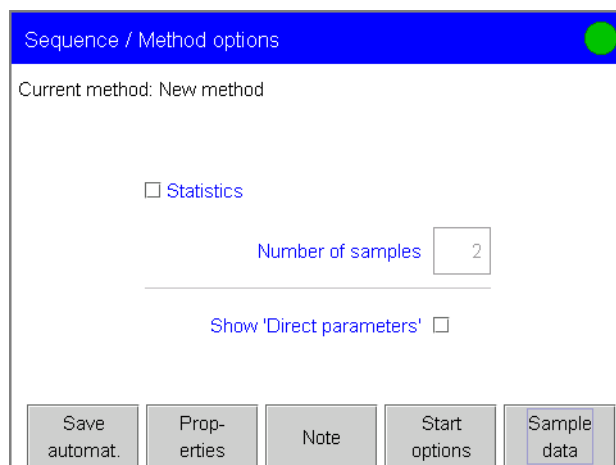 Sequence / Method options
Current method: New method
Statistics
Number of samples 2
Show 'Direct parameters'
Save
automat.
Prop-
erties
Note
Start
options
Sample
data